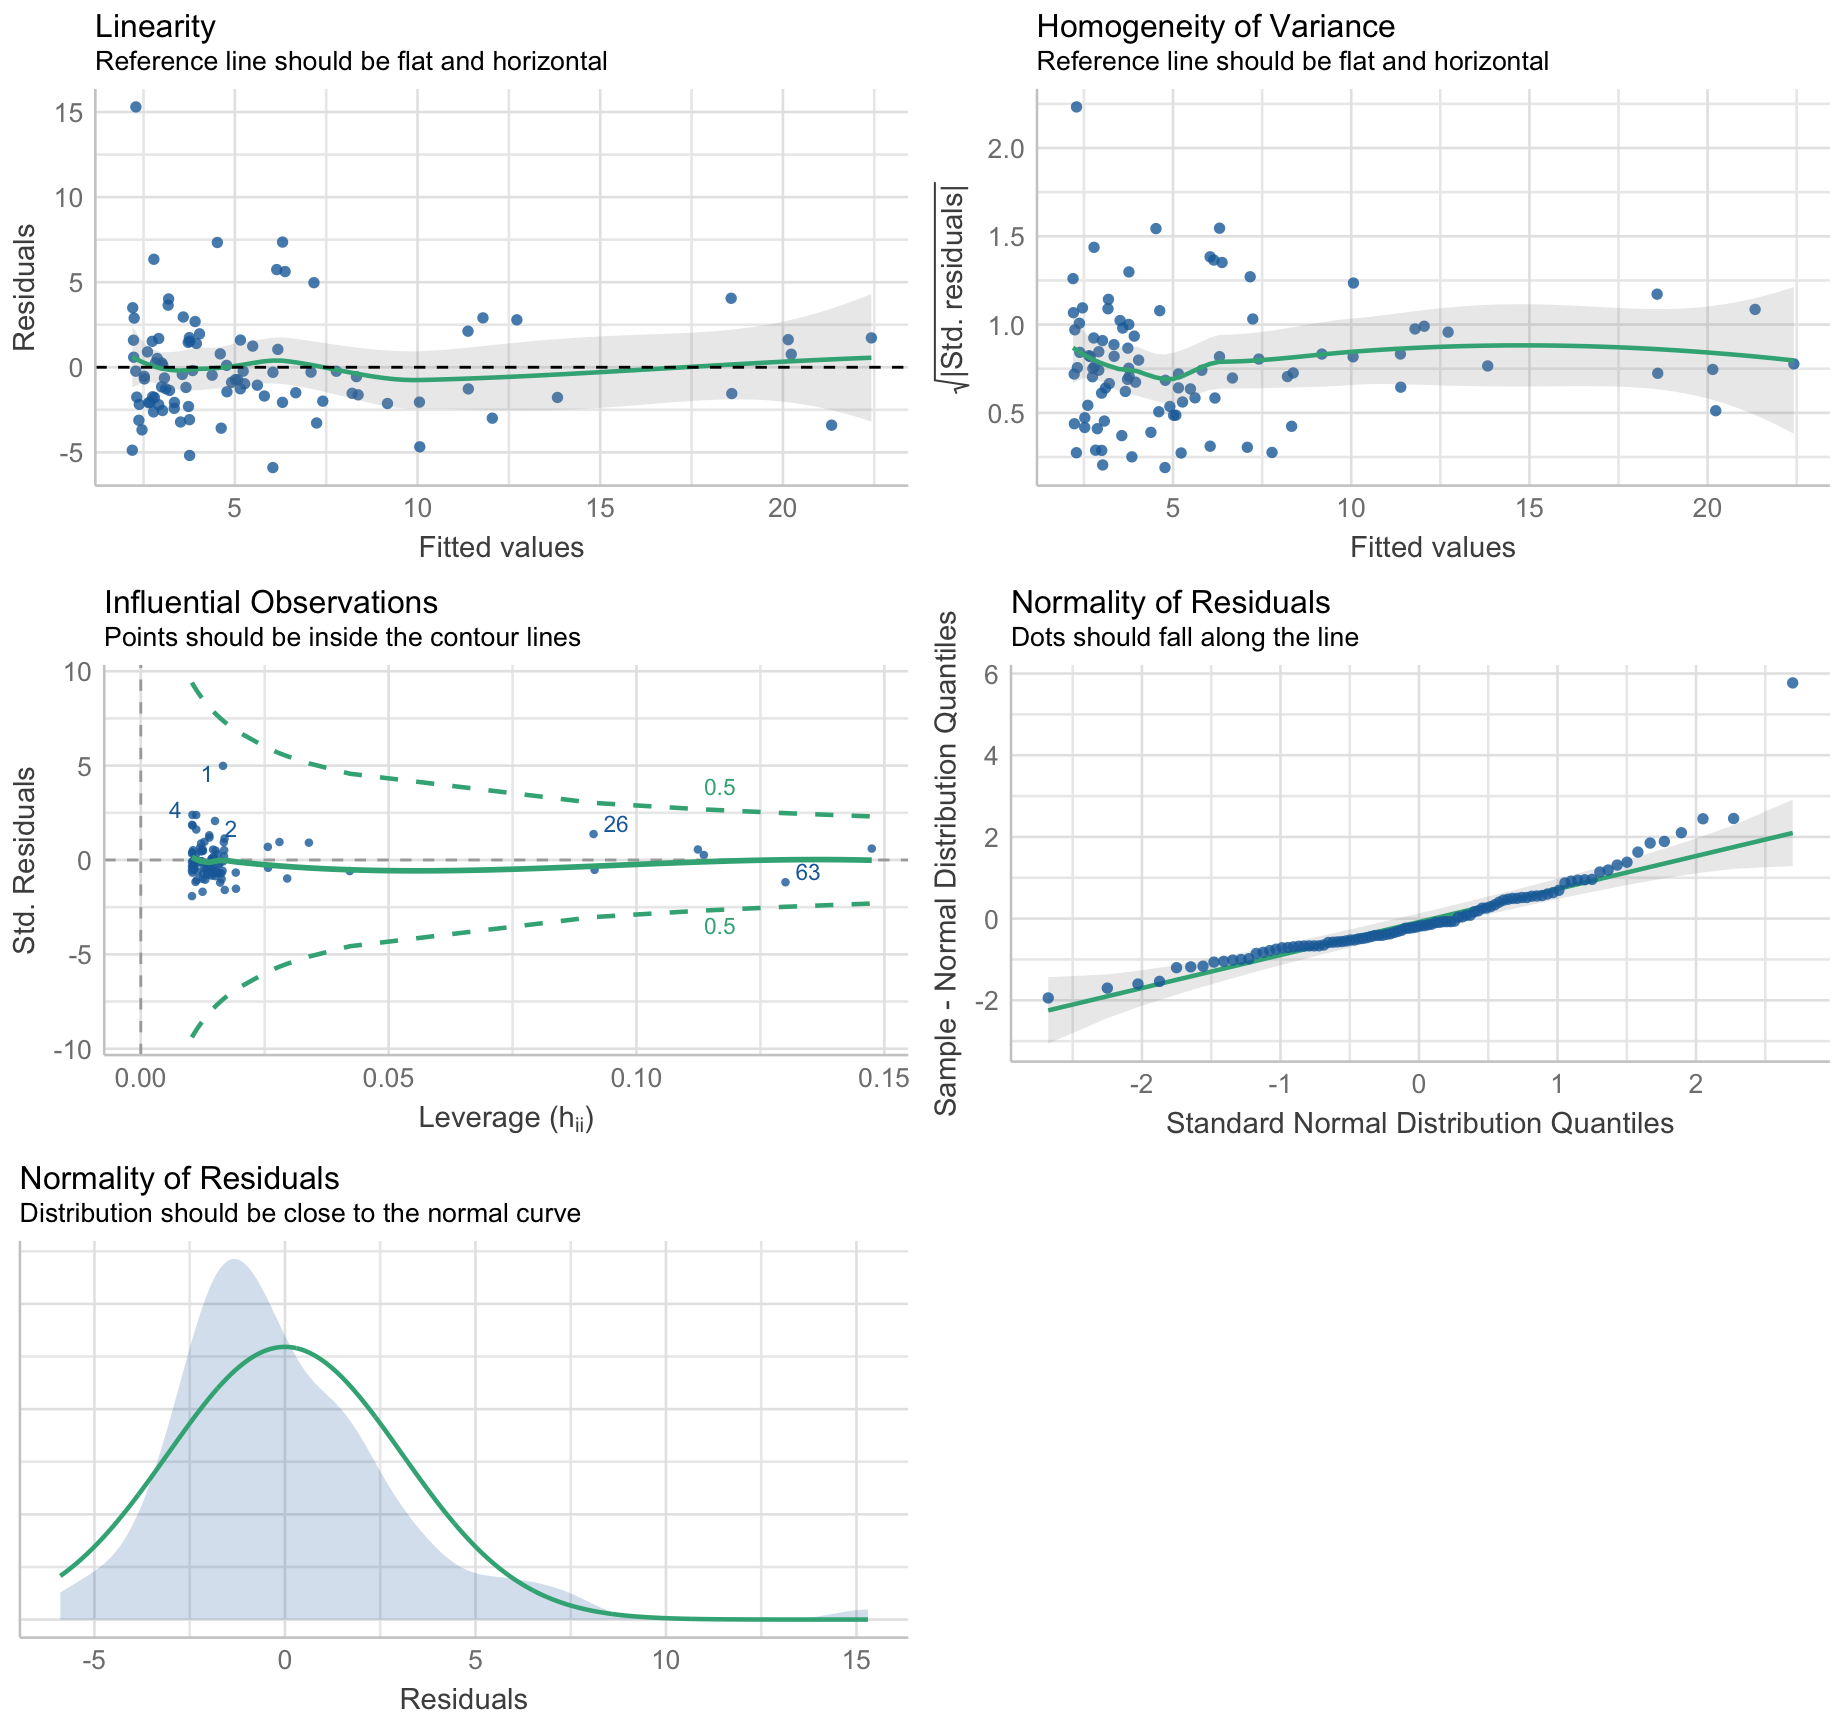 Linearity
Reference line should be flat and horizontal
15
10
5
0
-5
Residuals
5
10
15
20
Fitted values
Homogeneity of Variance
Reference line should be flat and horizontal
2.0
1.5
1.0
0.5
√|Std. residuals|
5
10
15
20
Fitted values
Influential Observations
Points should be inside the contour lines
10
5
0
-5
-10
Std. Residuals
1
4
2
26
63
0.5
0.5
0.00
0.05
0.10
0.15
Leverage (hii)
Normality of Residuals
Dots should fall along the line
6
4
2
0
-2
Sample - Normal Distribution Quantiles
-2
-1
0
1
2
Standard Normal Distribution Quantiles
Normality of Residuals
Distribution should be close to the normal curve
-5
0
5
10
15
Residuals